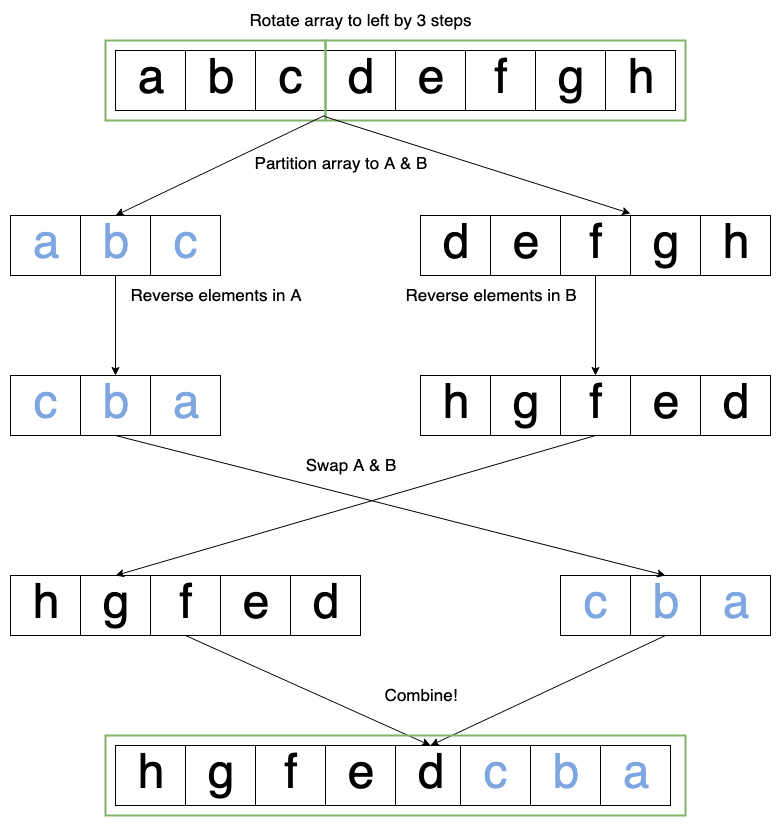 Rotate array to left by 3 steps
a b c d e f g h
Partition array to A & B
a b c d e f g h
Reverse elements in A Reverse elements in B
c b a h g f e d
Swap A & B
h g f e d c b a
Combine!
h g f e d c b a